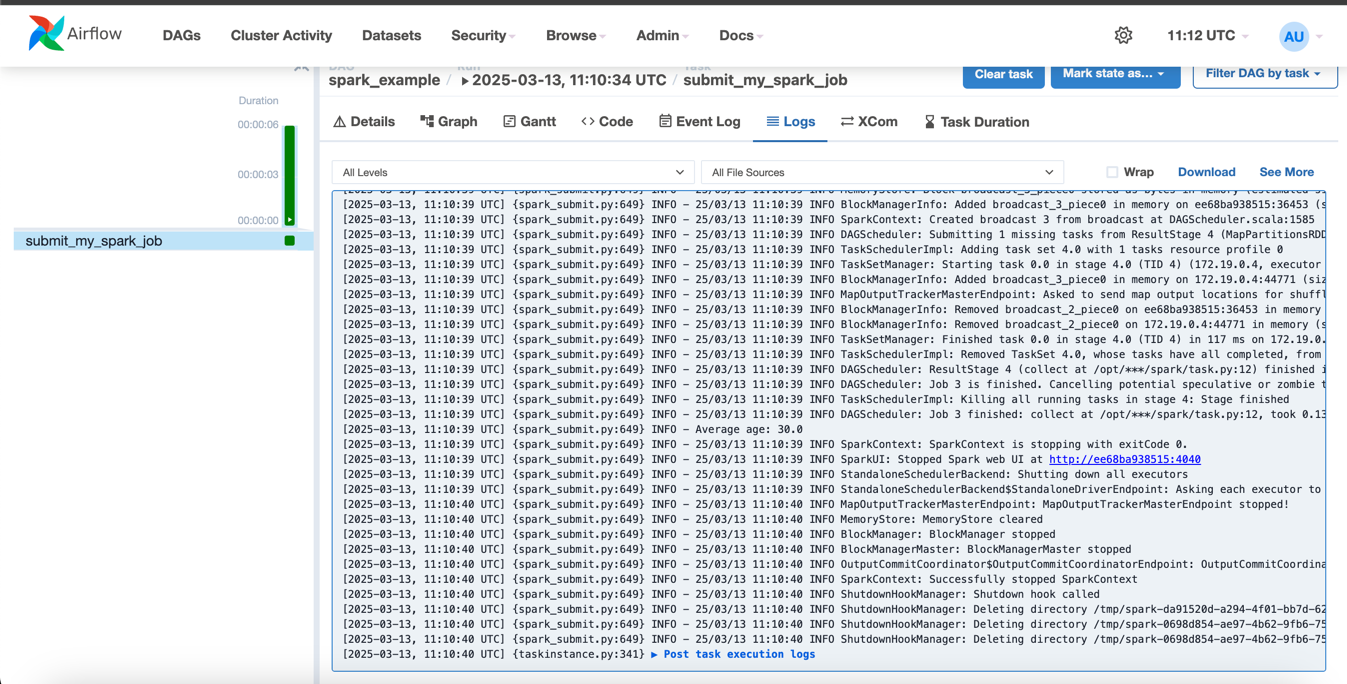 Airflow
DAGs Cluster Activity Datasets Security Browse Admin Docs 11:12 UTC AU
DAG Run Task
spark_example / 2025-03-13, 11:10:34 UTC / submit_my_spark_job Clear task Mark state as... Filter DAG by task
Duration
00:00:06
00:00:03
00:00:00
submit_my_spark_job
Details Graph Gantt Code Event Log Logs XCom Task Duration
All Levels All File Sources Wrap Download See More
[2025-03-13, 11:10:39 UTC] {spark_submit.py:649} INFO - 25/03/13 11:10:39 INFO MemoryStore: Block broadcast_3_piece0 stored as bytes in memory (estimated s
[2025-03-13, 11:10:39 UTC] {spark_submit.py:649} INFO - 25/03/13 11:10:39 INFO BlockManagerInfo: Added broadcast_3_piece0 in memory on ee68ba938515:36453 (s
[2025-03-13, 11:10:39 UTC] {spark_submit.py:649} INFO - 25/03/13 11:10:39 INFO SparkContext: Created broadcast 3 from broadcast at DAGScheduler.scala:1585
[2025-03-13, 11:10:39 UTC] {spark_submit.py:649} INFO - 25/03/13 11:10:39 INFO DAGScheduler: Submitting 1 missing tasks from ResultStage 4 (MapPartitionsRDD
[2025-03-13, 11:10:39 UTC] {spark_submit.py:649} INFO - 25/03/13 11:10:39 INFO TaskSchedulerImpl: Adding task set 4.0 with 1 tasks resource profile 0
[2025-03-13, 11:10:39 UTC] {spark_submit.py:649} INFO - 25/03/13 11:10:39 INFO TaskSetManager: Starting task 0.0 in stage 4.0 (TID 4) (172.19.0.4, executor
[2025-03-13, 11:10:39 UTC] {spark_submit.py:649} INFO - 25/03/13 11:10:39 INFO BlockManagerInfo: Added broadcast_3_piece0 in memory on 172.19.0.4:44771 (siz
[2025-03-13, 11:10:39 UTC] {spark_submit.py:649} INFO - 25/03/13 11:10:39 INFO MapOutputTrackerMasterEndpoint: Asked to send map output locations for shuffl
[2025-03-13, 11:10:39 UTC] {spark_submit.py:649} INFO - 25/03/13 11:10:39 INFO BlockManagerInfo: Removed broadcast_2_piece0 on ee68ba938515:36453 in memory
[2025-03-13, 11:10:39 UTC] {spark_submit.py:649} INFO - 25/03/13 11:10:39 INFO BlockManagerInfo: Removed broadcast_2_piece0 on 172.19.0.4:44771 in memory (s
[2025-03-13, 11:10:39 UTC] {spark_submit.py:649} INFO - 25/03/13 11:10:39 INFO TaskSetManager: Finished task 0.0 in stage 4.0 (TID 4) in 117 ms on 172.19.0.
[2025-03-13, 11:10:39 UTC] {spark_submit.py:649} INFO - 25/03/13 11:10:39 INFO TaskSchedulerImpl: Removed TaskSet 4.0, whose tasks have all completed, from
[2025-03-13, 11:10:39 UTC] {spark_submit.py:649} INFO - 25/03/13 11:10:39 INFO DAGScheduler: ResultStage 4 (collect at /opt/***/spark/task.py:12) finished i
[2025-03-13, 11:10:39 UTC] {spark_submit.py:649} INFO - 25/03/13 11:10:39 INFO DAGScheduler: Job 3 is finished. Cancelling potential speculative or zombie t
[2025-03-13, 11:10:39 UTC] {spark_submit.py:649} INFO - 25/03/13 11:10:39 INFO TaskSchedulerImpl: Killing all running tasks in stage 4: Stage finished
[2025-03-13, 11:10:39 UTC] {spark_submit.py:649} INFO - 25/03/13 11:10:39 INFO DAGScheduler: Job 3 finished: collect at /opt/***/spark/task.py:12, took 0.13
[2025-03-13, 11:10:39 UTC] {spark_submit.py:649} INFO - Average age: 30.0
[2025-03-13, 11:10:39 UTC] {spark_submit.py:649} INFO - 25/03/13 11:10:39 INFO SparkContext: SparkContext is stopping with exitCode 0.
[2025-03-13, 11:10:39 UTC] {spark_submit.py:649} INFO - 25/03/13 11:10:39 INFO SparkUI: Stopped Spark web UI at http://ee68ba938515:4040
[2025-03-13, 11:10:39 UTC] {spark_submit.py:649} INFO - 25/03/13 11:10:39 INFO StandaloneSchedulerBackend: Shutting down all executors
[2025-03-13, 11:10:39 UTC] {spark_submit.py:649} INFO - 25/03/13 11:10:39 INFO StandaloneSchedulerBackend$StandaloneDriverEndpoint: Asking each executor to
[2025-03-13, 11:10:40 UTC] {spark_submit.py:649} INFO - 25/03/13 11:10:40 INFO MapOutputTrackerMasterEndpoint: MapOutputTrackerMasterEndpoint stopped!
[2025-03-13, 11:10:40 UTC] {spark_submit.py:649} INFO - 25/03/13 11:10:40 INFO MemoryStore: MemoryStore cleared
[2025-03-13, 11:10:40 UTC] {spark_submit.py:649} INFO - 25/03/13 11:10:40 INFO BlockManager: BlockManager stopped
[2025-03-13, 11:10:40 UTC] {spark_submit.py:649} INFO - 25/03/13 11:10:40 INFO BlockManagerMaster: BlockManagerMaster stopped
[2025-03-13, 11:10:40 UTC] {spark_submit.py:649} INFO - 25/03/13 11:10:40 INFO OutputCommitCoordinator$OutputCommitCoordinatorEndpoint: OutputCommitCoordina
[2025-03-13, 11:10:40 UTC] {spark_submit.py:649} INFO - 25/03/13 11:10:40 INFO SparkContext: Successfully stopped SparkContext
[2025-03-13, 11:10:40 UTC] {spark_submit.py:649} INFO - 25/03/13 11:10:40 INFO ShutdownHookManager: Shutdown hook called
[2025-03-13, 11:10:40 UTC] {spark_submit.py:649} INFO - 25/03/13 11:10:40 INFO ShutdownHookManager: Deleting directory /tmp/spark-da91520d-a294-4f01-bb7d-62
[2025-03-13, 11:10:40 UTC] {spark_submit.py:649} INFO - 25/03/13 11:10:40 INFO ShutdownHookManager: Deleting directory /tmp/spark-0698d854-ae97-4b62-9fb6-75
[2025-03-13, 11:10:40 UTC] {spark_submit.py:649} INFO - 25/03/13 11:10:40 INFO ShutdownHookManager: Deleting directory /tmp/spark-0698d854-ae97-4b62-9fb6-75
[2025-03-13, 11:10:40 UTC] {taskinstance.py:341} ▶ Post task execution logs